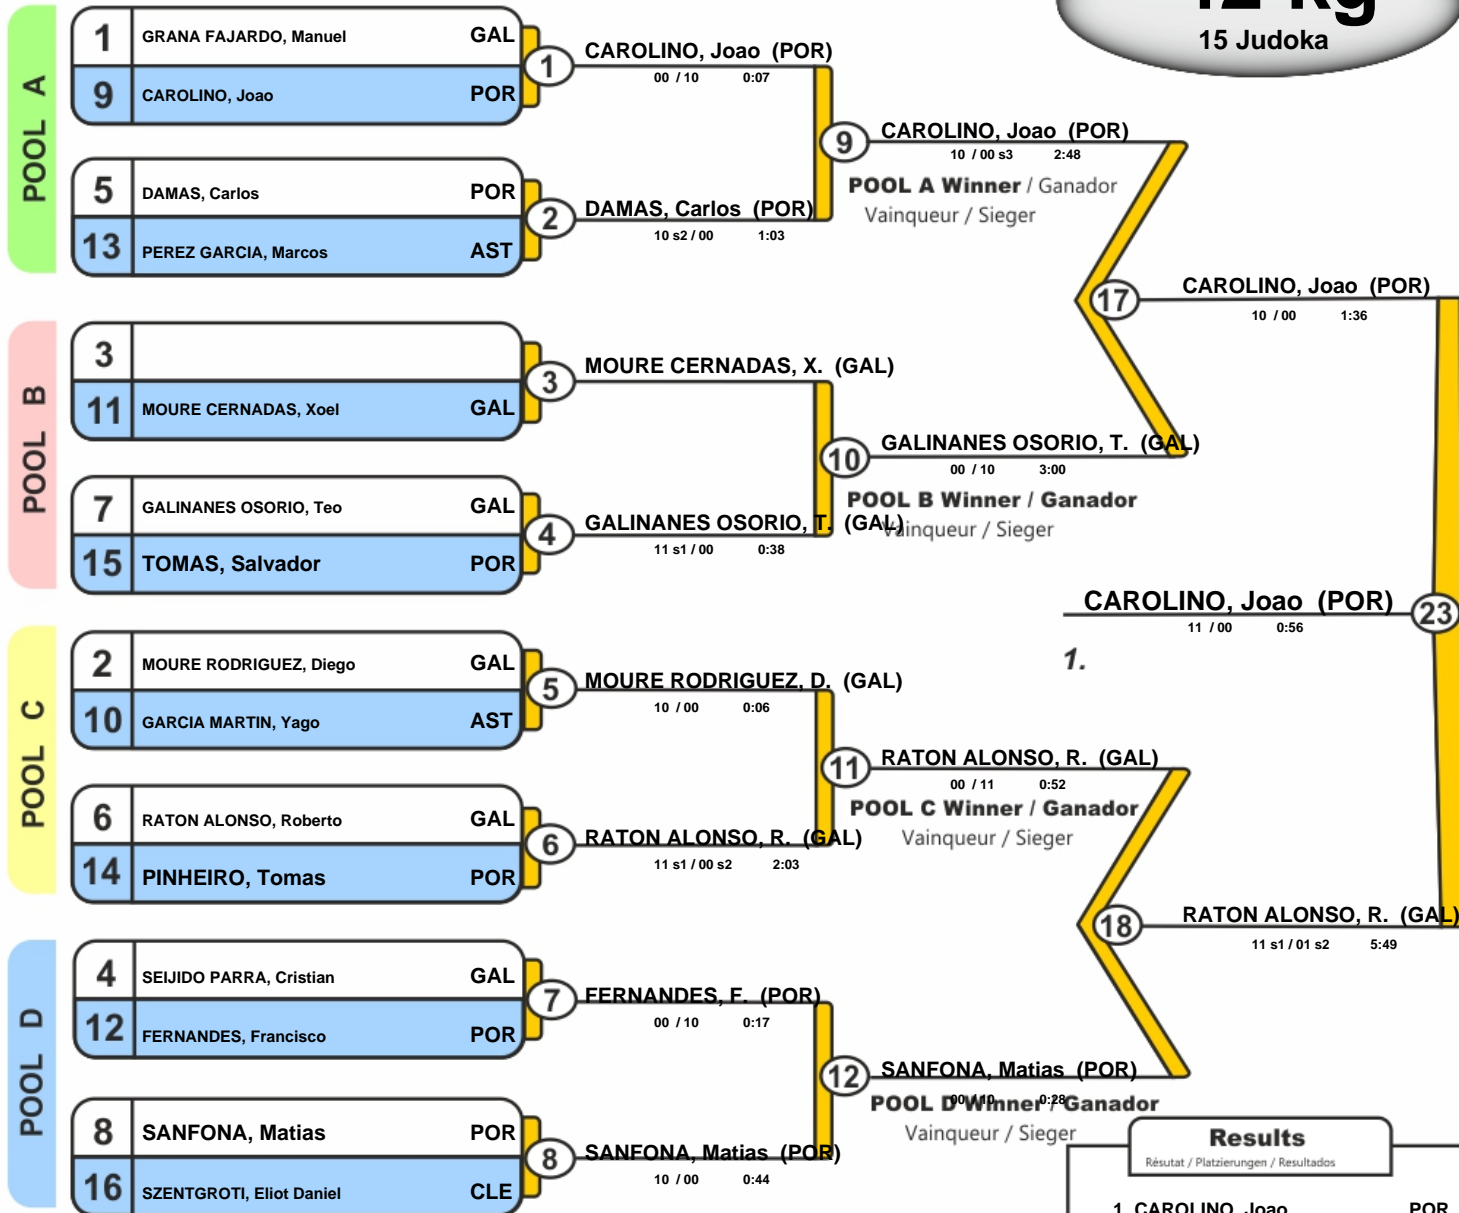 15 Judoka
POOL A
1 GRANA FAJARDO, Manuel GAL
9 CAROLINO, Joao POR
1 CAROLINO, Joao (POR)
00 / 10 0:07
5 DAMAS, Carlos POR
13 PEREZ GARCIA, Marcos AST
2 DAMAS, Carlos (POR)
10 s2 / 00 1:03
9 CAROLINO, Joao (POR)
10 / 00 s3 2:48
POOL A Winner / Ganador
Vainqueur / Sieger
POOL B
3
11 MOURE CERNADAS, Xoel GAL
3 MOURE CERNADAS, X. (GAL)
7 GALINANES OSORIO, Teo GAL
15 TOMAS, Salvador POR
4 GALINANES OSORIO, T. (GAL)
11 s1 / 00 0:38
10 GALINANES OSORIO, T. (GAL)
00 / 10 3:00
POOL B Winner / Ganador
Vainqueur / Sieger
17 CAROLINO, Joao (POR)
10 / 00 1:36
CAROLINO, Joao (POR) 23
11 / 00 0:56
1.
POOL C
2 MOURE RODRIGUEZ, Diego GAL
10 GARCIA MARTIN, Yago AST
5 MOURE RODRIGUEZ, D. (GAL)
10 / 00 0:06
6 RATON ALONSO, Roberto GAL
14 PINHEIRO, Tomas POR
6 RATON ALONSO, R. (GAL)
11 s1 / 00 s2 2:03
11 RATON ALONSO, R. (GAL)
00 / 11 0:52
POOL C Winner / Ganador
Vainqueur / Sieger
POOL D
4 SEIJIDO PARRA, Cristian GAL
12 FERNANDES, Francisco POR
7 FERNANDES, F. (POR)
00 / 10 0:17
8 SANFONA, Matias POR
16 SZENTGROTI, Eliot Daniel CLE
8 SANFONA, Matias (POR)
10 / 00 0:44
12 SANFONA, Matias (POR)
00 / 10 0:28
POOL D Winner / Ganador
Vainqueur / Sieger
18 RATON ALONSO, R. (GAL)
11 s1 / 01 s2 5:49
Results
Résutat / Platzierungen / Resultados
1. CAROLINO, Joao POR